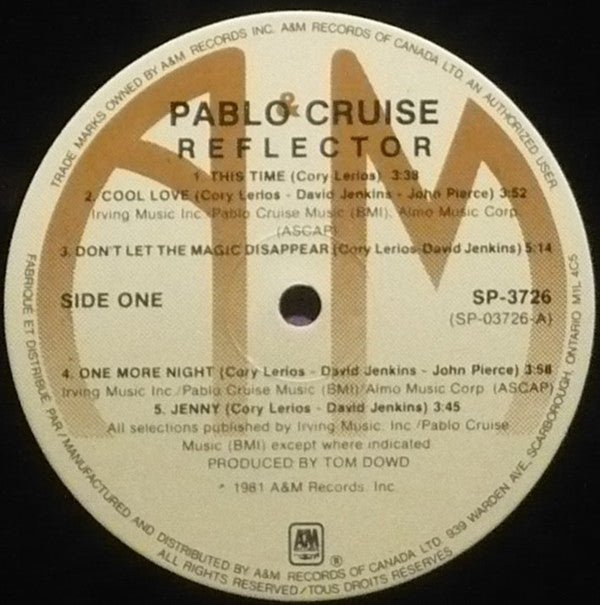 TRADE MARKS OWNED BY A&M RECORDS INC. A&M RECORDS OF CANADA LTD. AN AUTHORIZED USER
A&M
PABLO CRUISE
REFLECTOR
1. THIS TIME (Cory Lerios) 3:38
2. COOL LOVE (Cory Lerios - David Jenkins - John Pierce) 3:52
Irving Music Inc./Pablo Cruise Music (BMI). Almo Music Corp.
(ASCAP)
3. DON'T LET THE MAGIC DISAPPEAR (Cory Lerios-David Jenkins) 5:14
SIDE ONE
SP-3726
(SP-03726-A)
4. ONE MORE NIGHT (Cory Lerios - David Jenkins - John Pierce) 3:58
Irving Music Inc./Pablo Cruise Music (BMI)/Almo Music Corp. (ASCAP)
5. JENNY (Cory Lerios - David Jenkins) 3:45
All selections published by Irving Music. Inc /Pablo Cruise
Music (BMI) except where indicated
PRODUCED BY TOM DOWD
* 1981 A&M Records. Inc
A&M ®
FABRIQUÉ ET DISTRIBUÉ PAR/MANUFACTURED AND DISTRIBUTED BY A&M RECORDS OF CANADA LTD. 939 WARDEN AVE, SCARBOROUGH, ONTARIO M1L 4C5
ALL RIGHTS RESERVED/TOUS DROITS RESERVÉS